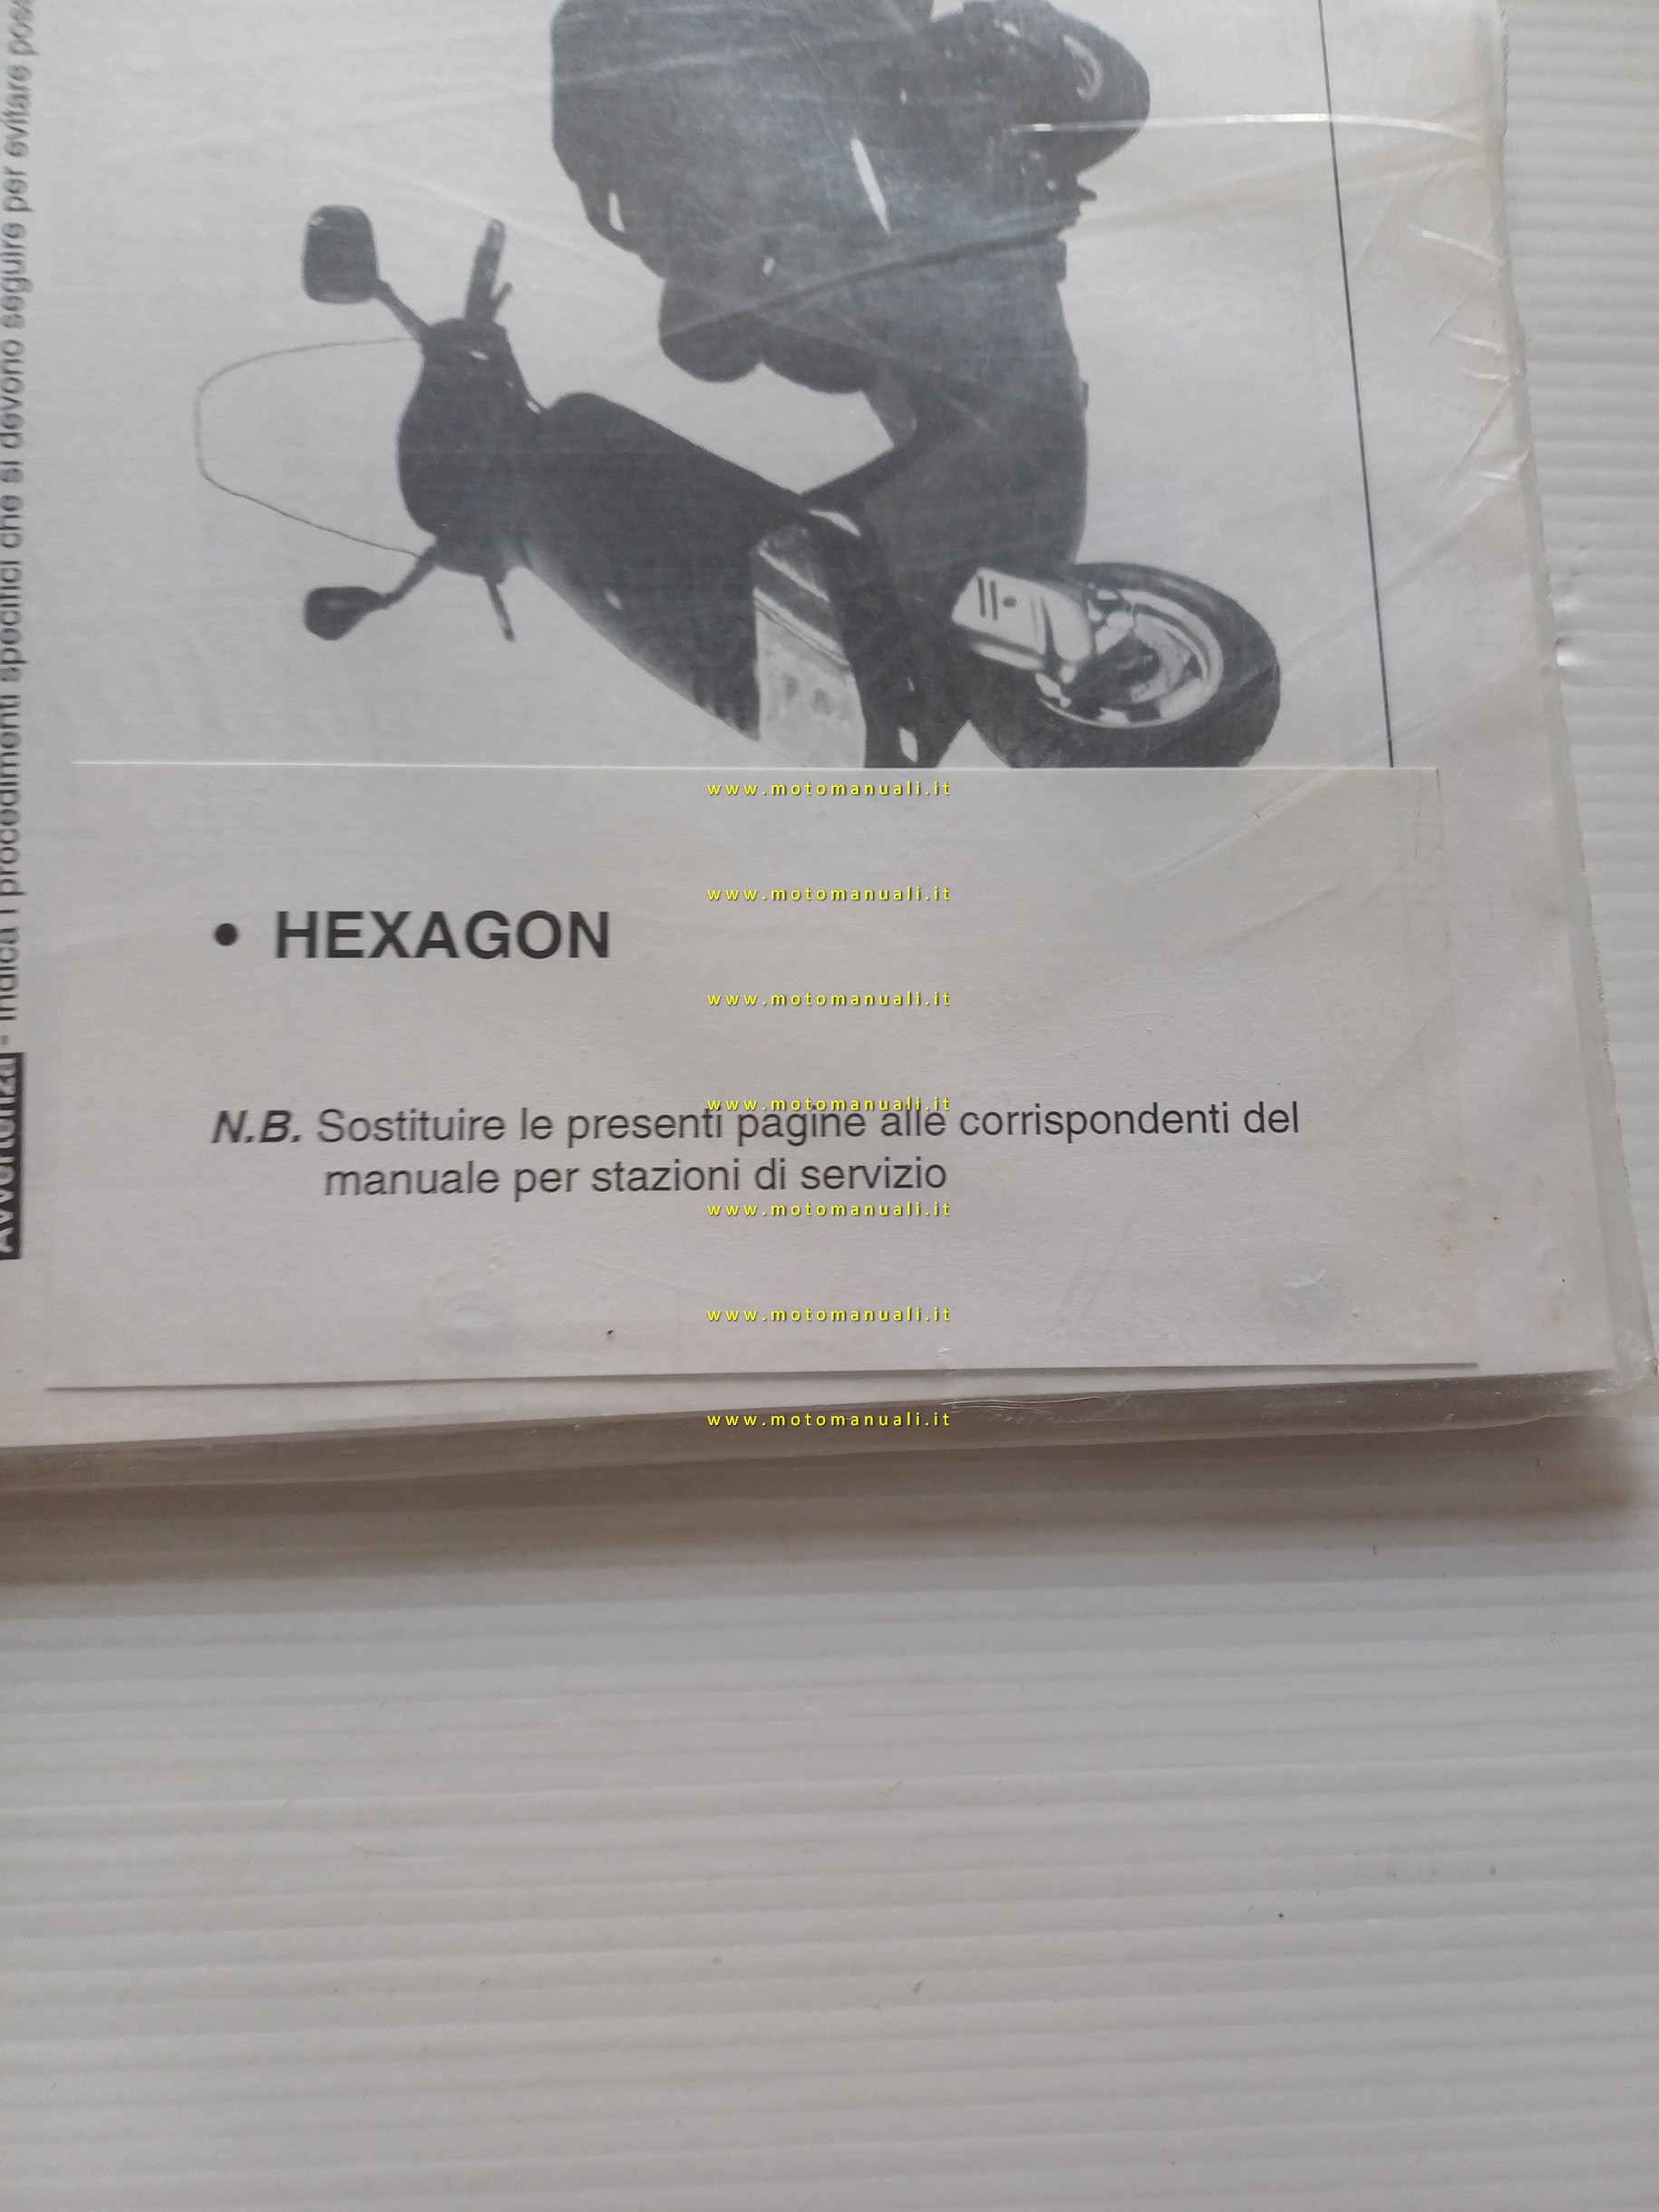 Avvertenza - Indica i procedimenti specifici che si devono seguire per evitare
www.motomanuali.it
www.motomanuali.it
• HEXAGON
www.motomanuali.it
www.motomanuali.it
N.B. Sostituire le presenti pagine alle corrispondenti del
manuale per stazioni di servizio
www.motomanuali.it
www.motomanuali.it
www.motomanuali.it